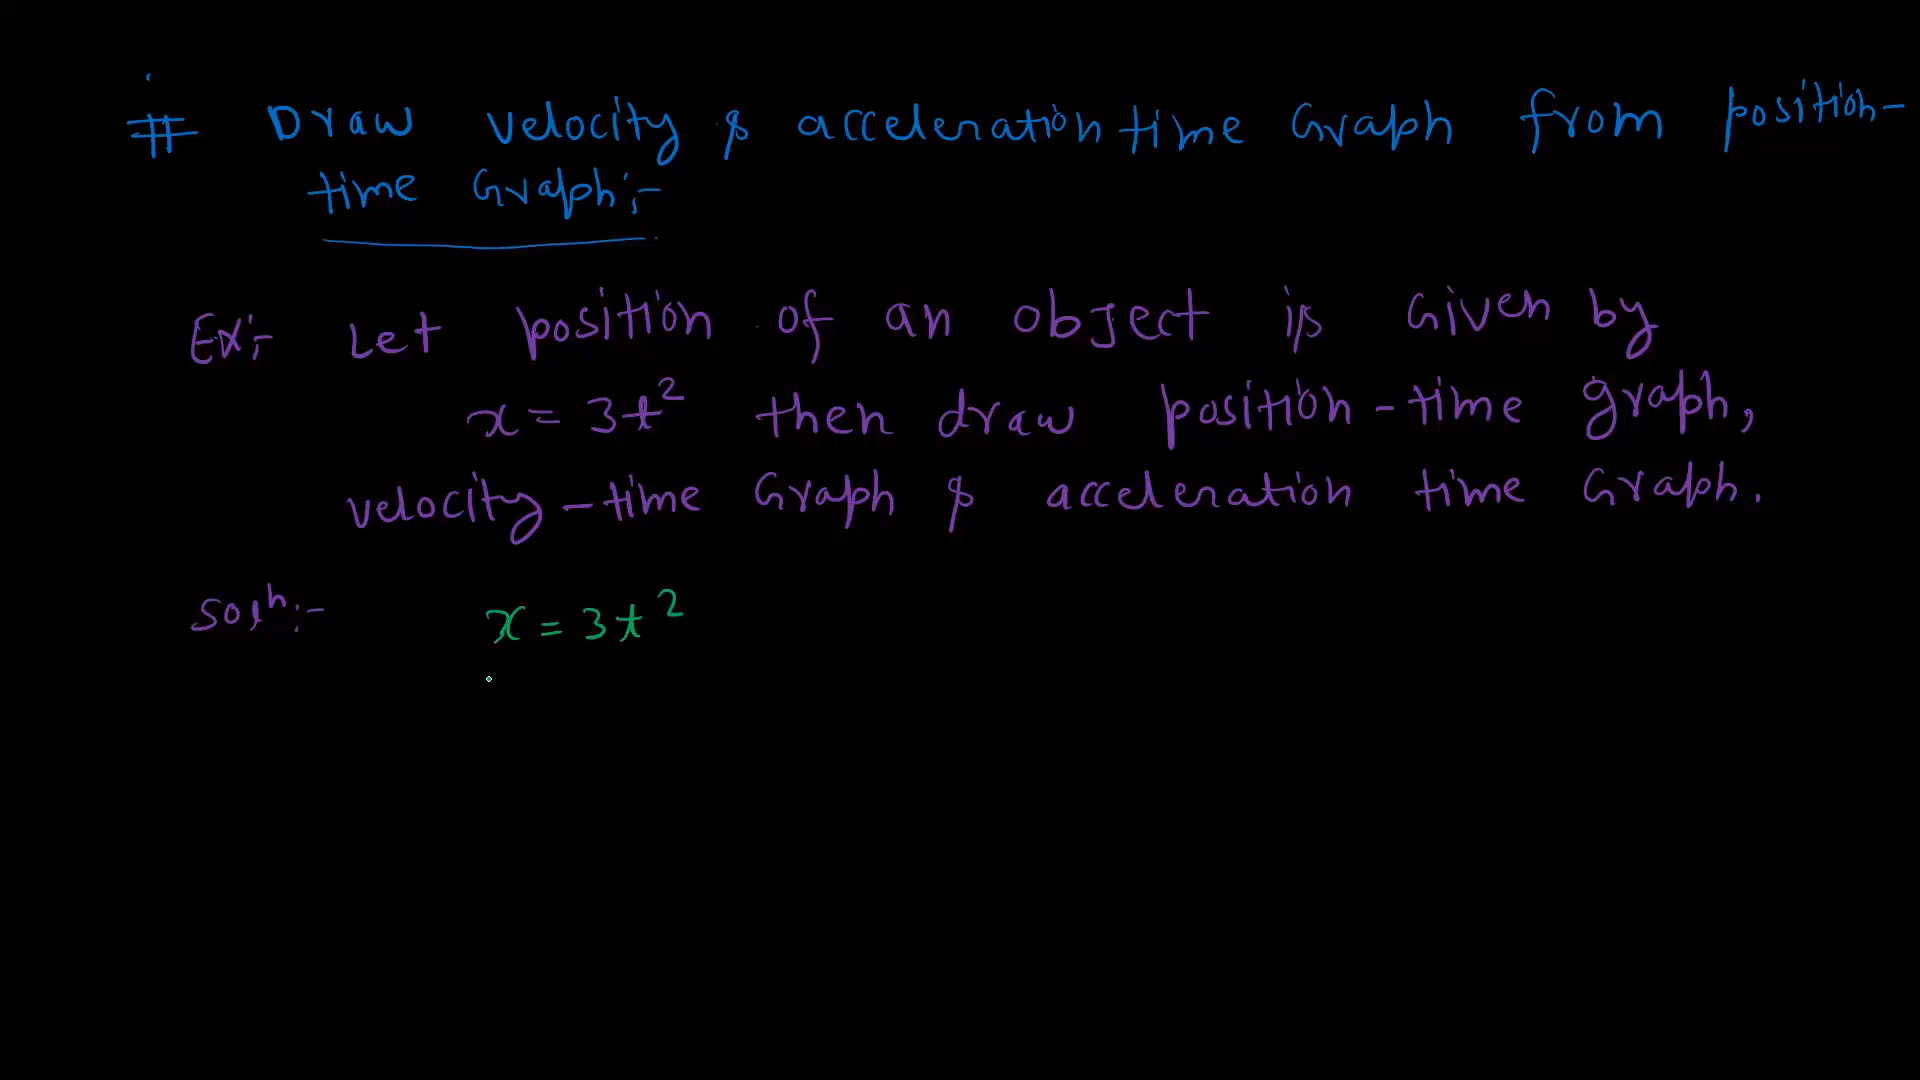 # Draw velocity & acceleration time Graph from position-
time Graph:-
Ex:- Let position of an object is Given by
x = 3t² then draw position-time graph,
velocity-time Graph & acceleration time Graph.
Solⁿ:- x = 3t²